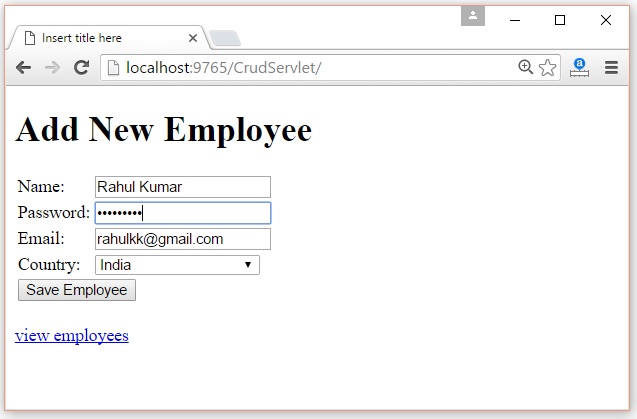 Insert title here
localhost:9765/CrudServlet/
Add New Employee
Name: Rahul Kumar
Password: •••••••••
Email: rahulkk@gmail.com
Country: India
Save Employee
view employees